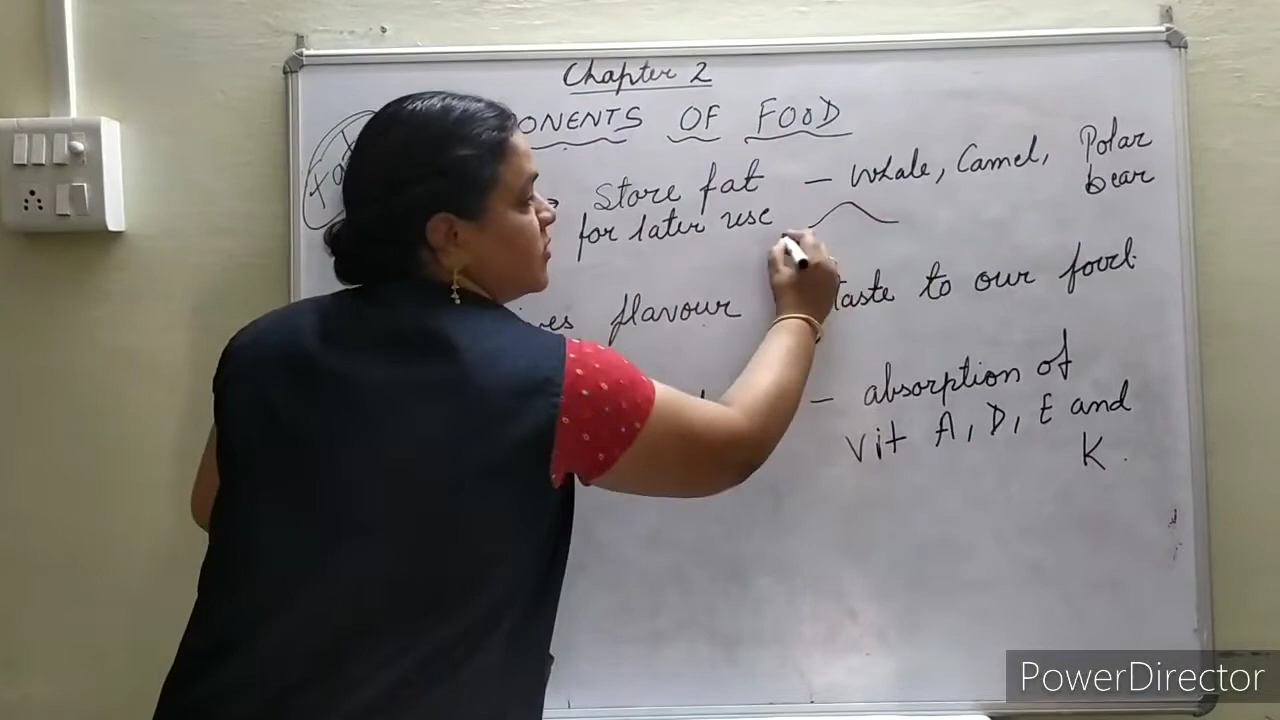 Chapter 2
ONENTS OF FOOD
Store fat – Whale, Camel, Polar bear
for later use
ves flavour taste to our food.
– absorption of
vit A, D, E and
K.
PowerDirector